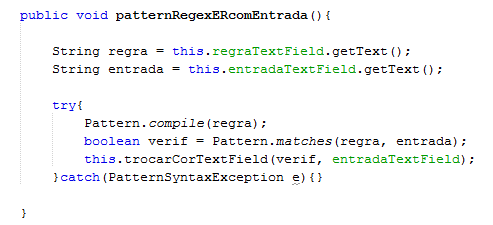 public void patternRegexERcomEntrada(){
String regra = this.regraTextField.getText();
String entrada = this.entradaTextField.getText();
try{
Pattern.compile(regra);
boolean verif = Pattern.matches(regra, entrada);
this.trocarCorTextField(verif, entradaTextField);
}catch(PatternSyntaxException e){}
}